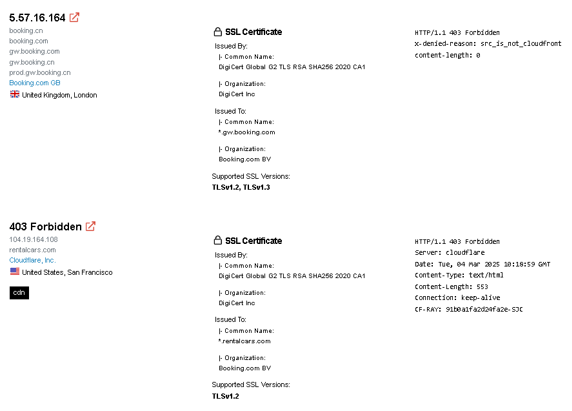 5.57.16.164
booking.cn
booking.com
gw.booking.com
gw.booking.cn
prod.gw.booking.cn
Booking.com GB
United Kingdom, London
SSL Certificate
Issued By:
|- Common Name:
DigiCert Global G2 TLS RSA SHA256 2020 CA1
|- Organization:
DigiCert Inc
Issued To:
|- Common Name:
*.gw.booking.com
|- Organization:
Booking.com BV
Supported SSL Versions:
TLSv1.2, TLSv1.3
HTTP/1.1 403 Forbidden
x-denied-reason: src_is_not_cloudfront
content-length: 0
403 Forbidden
104.19.164.108
rentalcars.com
Cloudflare, Inc.
United States, San Francisco
cdn
SSL Certificate
Issued By:
|- Common Name:
DigiCert Global G2 TLS RSA SHA256 2020 CA1
|- Organization:
DigiCert Inc
Issued To:
|- Common Name:
*.rentalcars.com
|- Organization:
Booking.com BV
Supported SSL Versions:
TLSv1.2
HTTP/1.1 403 Forbidden
Server: cloudflare
Date: Tue, 04 Mar 2025 10:18:59 GMT
Content-Type: text/html
Content-Length: 553
Connection: keep-alive
CF-RAY: 91b0a1fa2d24fa2e-SJC